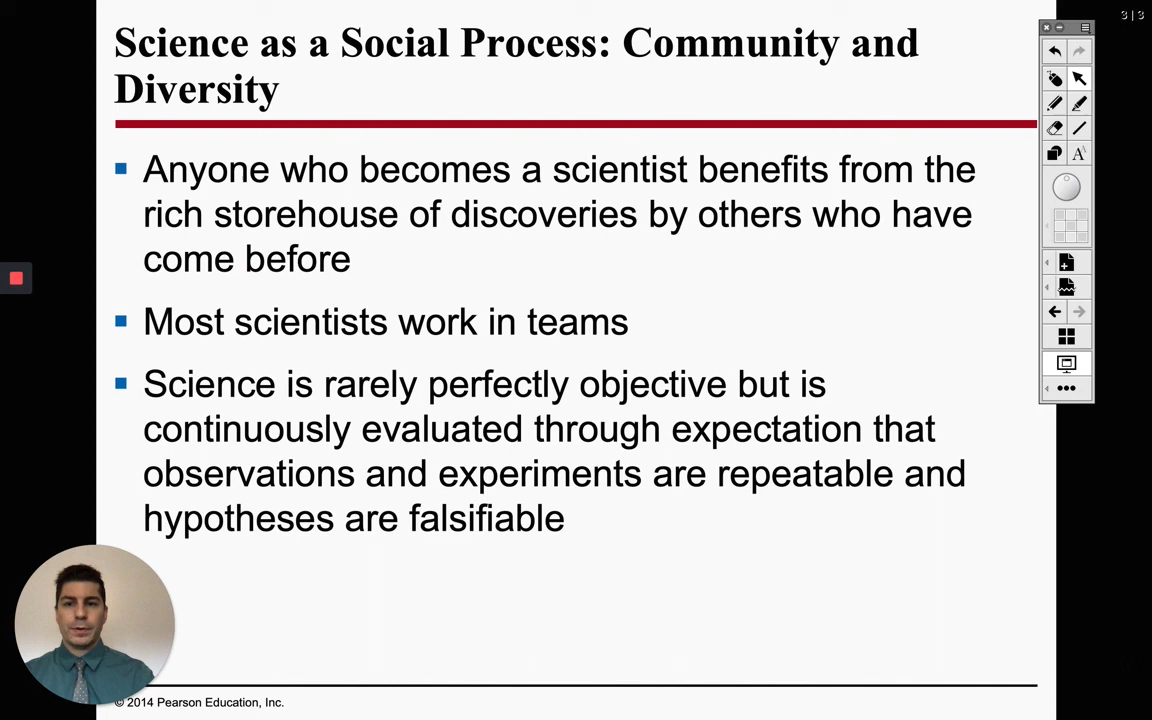 3 | 3
Science as a Social Process: Community and
Diversity
Anyone who becomes a scientist benefits from the
rich storehouse of discoveries by others who have
come before
Most scientists work in teams
Science is rarely perfectly objective but is
continuously evaluated through expectation that
observations and experiments are repeatable and
hypotheses are falsifiable
© 2014 Pearson Education, Inc.
A